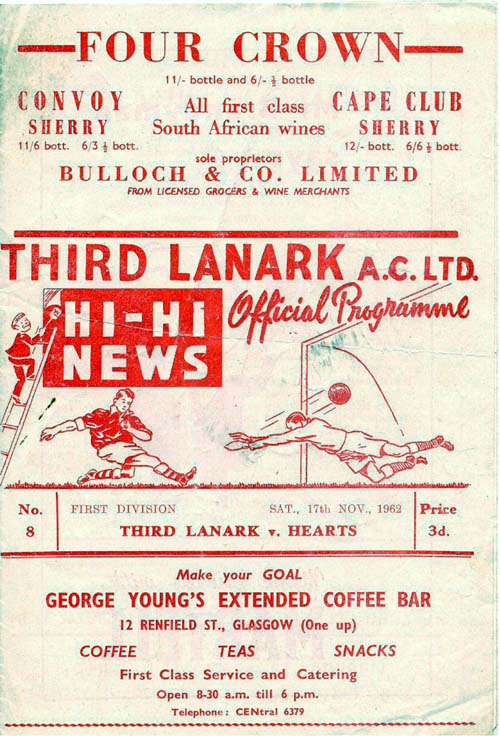 FOUR CROWN
11/- bottle and 6/- ½ bottle
CONVOY
SHERRY
11/6 bott. 6/3 ½ bott.
All first class
South African wines
CAPE CLUB
SHERRY
12/- bott. 6/6 ½ bott.
sole proprietors
BULLOCH & CO. LIMITED
FROM LICENSED GROCERS & WINE MERCHANTS
THIRD LANARK A.C. LTD.
HI-HI
NEWS
Official Programme
No.
8
FIRST DIVISION SAT., 17th NOV., 1962
THIRD LANARK v. HEARTS
Price
3d.
Make your GOAL
GEORGE YOUNG'S EXTENDED COFFEE BAR
12 RENFIELD ST., GLASGOW (One up)
COFFEE TEAS SNACKS
First Class Service and Catering
Open 8-30 a.m. till 6 p.m.
Telephone : CENtral 6379